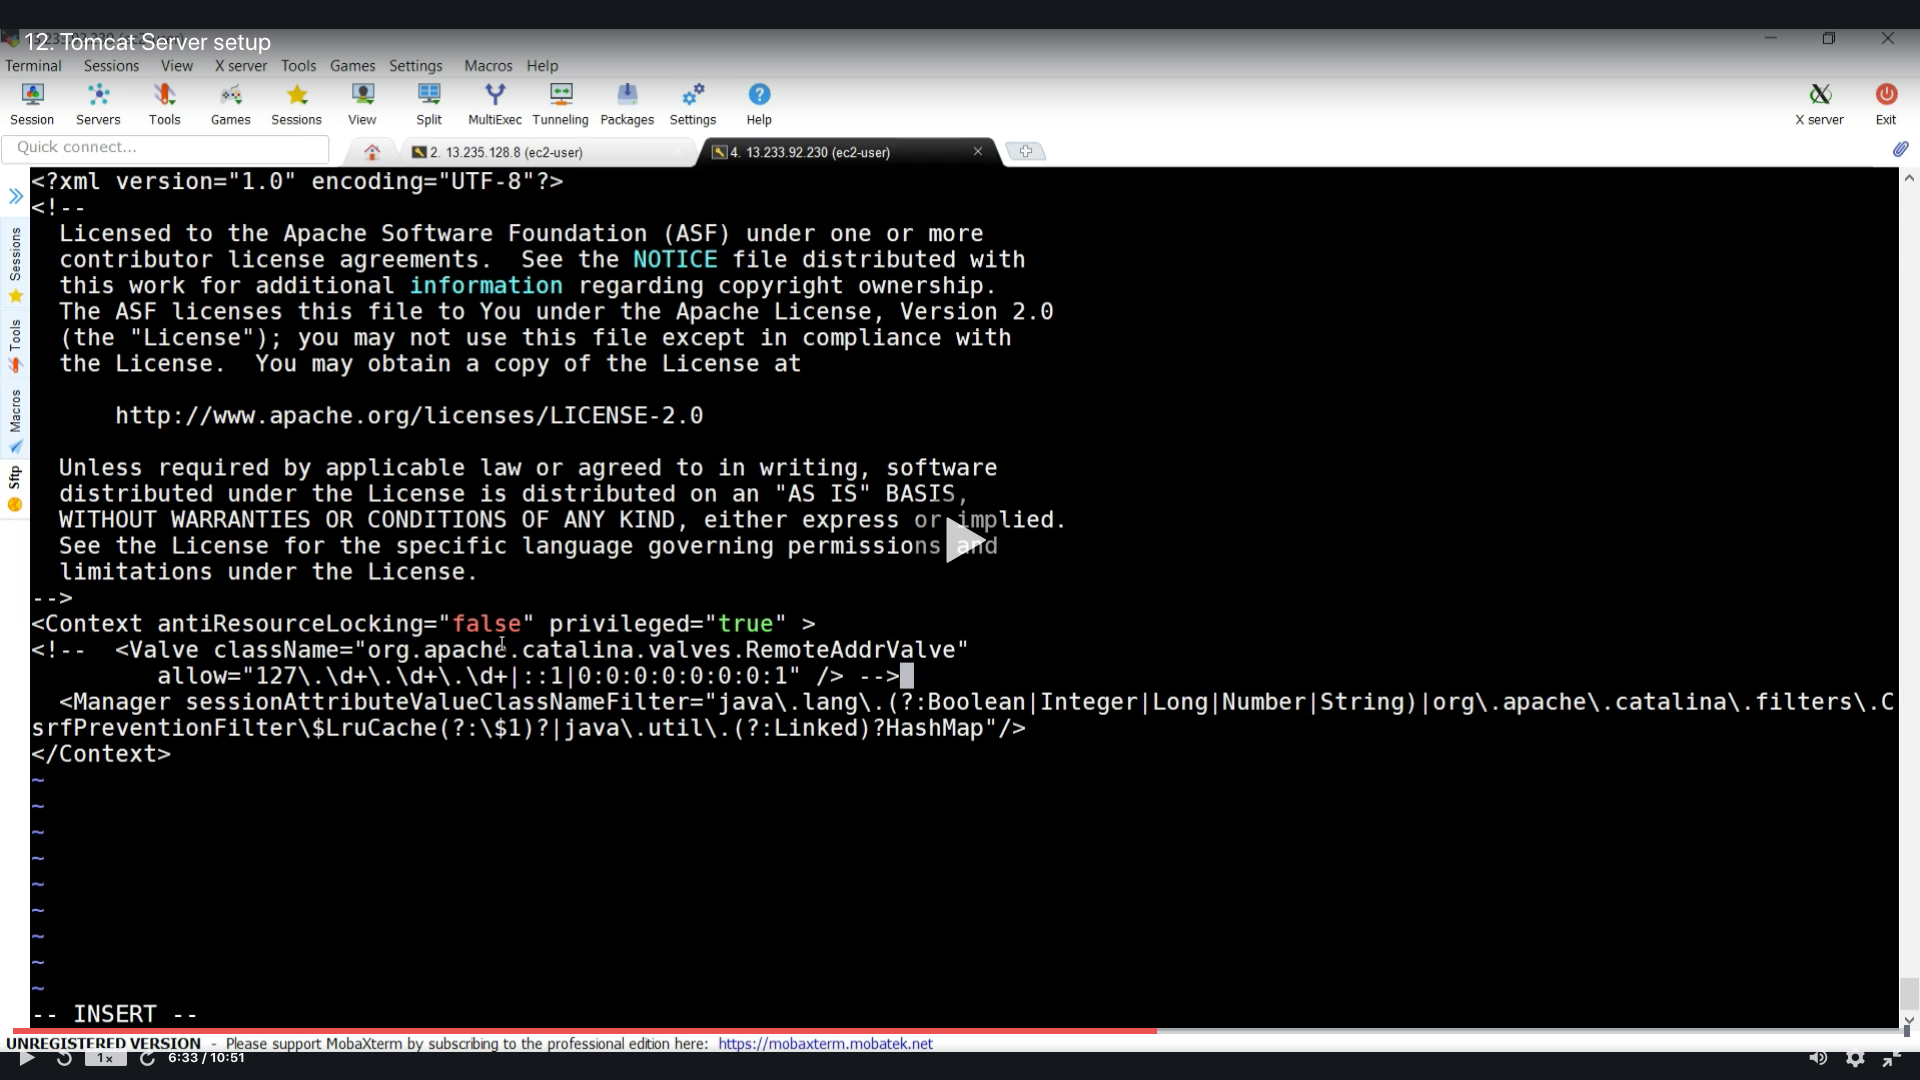 12. Tomcat Server setup
Terminal Sessions View X server Tools Games Settings Macros Help
Session Servers Tools Games Sessions View Split MultiExec Tunneling Packages Settings Help X server Exit
Quick connect...
2. 13.235.128.8 (ec2-user)
4. 13.233.92.230 (ec2-user)
Sessions
Tools
Macros
Sftp
<?xml version="1.0" encoding="UTF-8"?>
<!--
  Licensed to the Apache Software Foundation (ASF) under one or more
  contributor license agreements.  See the NOTICE file distributed with
  this work for additional information regarding copyright ownership.
  The ASF licenses this file to You under the Apache License, Version 2.0
  (the "License"); you may not use this file except in compliance with
  the License.  You may obtain a copy of the License at
      http://www.apache.org/licenses/LICENSE-2.0
  Unless required by applicable law or agreed to in writing, software
  distributed under the License is distributed on an "AS IS" BASIS,
  WITHOUT WARRANTIES OR CONDITIONS OF ANY KIND, either express or implied.
  See the License for the specific language governing permissions and
  limitations under the License.
-->
<Context antiResourceLocking="false" privileged="true" >
<!--  <Valve className="org.apache.catalina.valves.RemoteAddrValve"
         allow="127\.\d+\.\d+\.\d+|::1|0:0:0:0:0:0:0:1" /> -->
  <Manager sessionAttributeValueClassNameFilter="java\.lang\.(?:Boolean|Integer|Long|Number|String)|org\.apache\.catalina\.filters\.C
srfPreventionFilter\$LruCache(?:\$1)?|java\.util\.(?:Linked)?HashMap"/>
</Context>
~
~
~
~
~
~
~
~
~
-- INSERT --
UNREGISTERED VERSION - Please support MobaXterm by subscribing to the professional edition here: https://mobaxterm.mobatek.net
1x 6:33 / 10:51